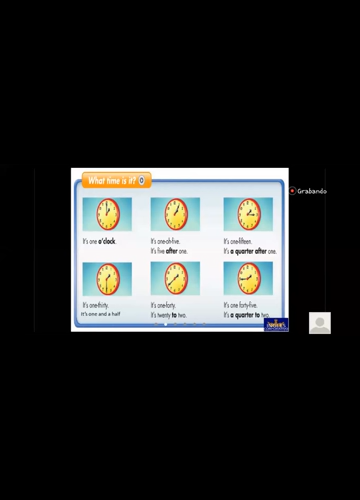 What time is it?
Grabando
It's one o'clock.
It's one-oh-five.
It's five after one.
It's one-fifteen.
It's a quarter after one.
It's one-thirty.
It's one and a half
It's one-forty.
It's twenty to two.
It's one forty-five.
It's a quarter to two.